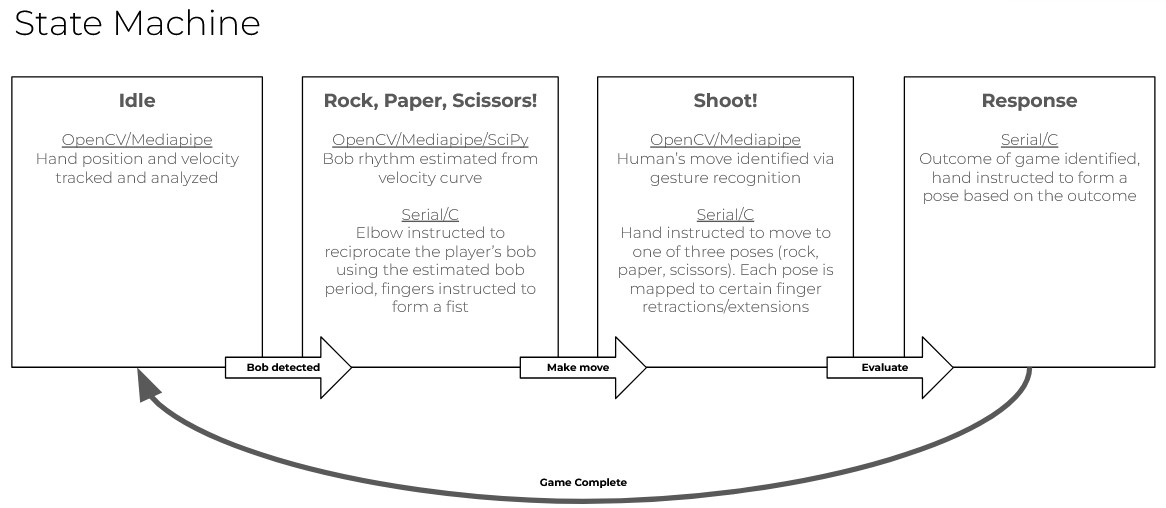 State Machine
Idle
OpenCV/Mediapipe
Hand position and velocity
tracked and analyzed
Rock, Paper, Scissors!
OpenCV/Mediapipe/SciPy
Bob rhythm estimated from
velocity curve
Serial/C
Elbow instructed to
reciprocate the player's bob
using the estimated bob
period, fingers instructed to
form a fist
Shoot!
OpenCV/Mediapipe
Human's move identified via
gesture recognition
Serial/C
Hand instructed to move to
one of three poses (rock,
paper, scissors). Each pose is
mapped to certain finger
retractions/extensions
Response
Serial/C
Outcome of game identified,
hand instructed to form a
pose based on the outcome
Bob detected
Make move
Evaluate
Game Complete